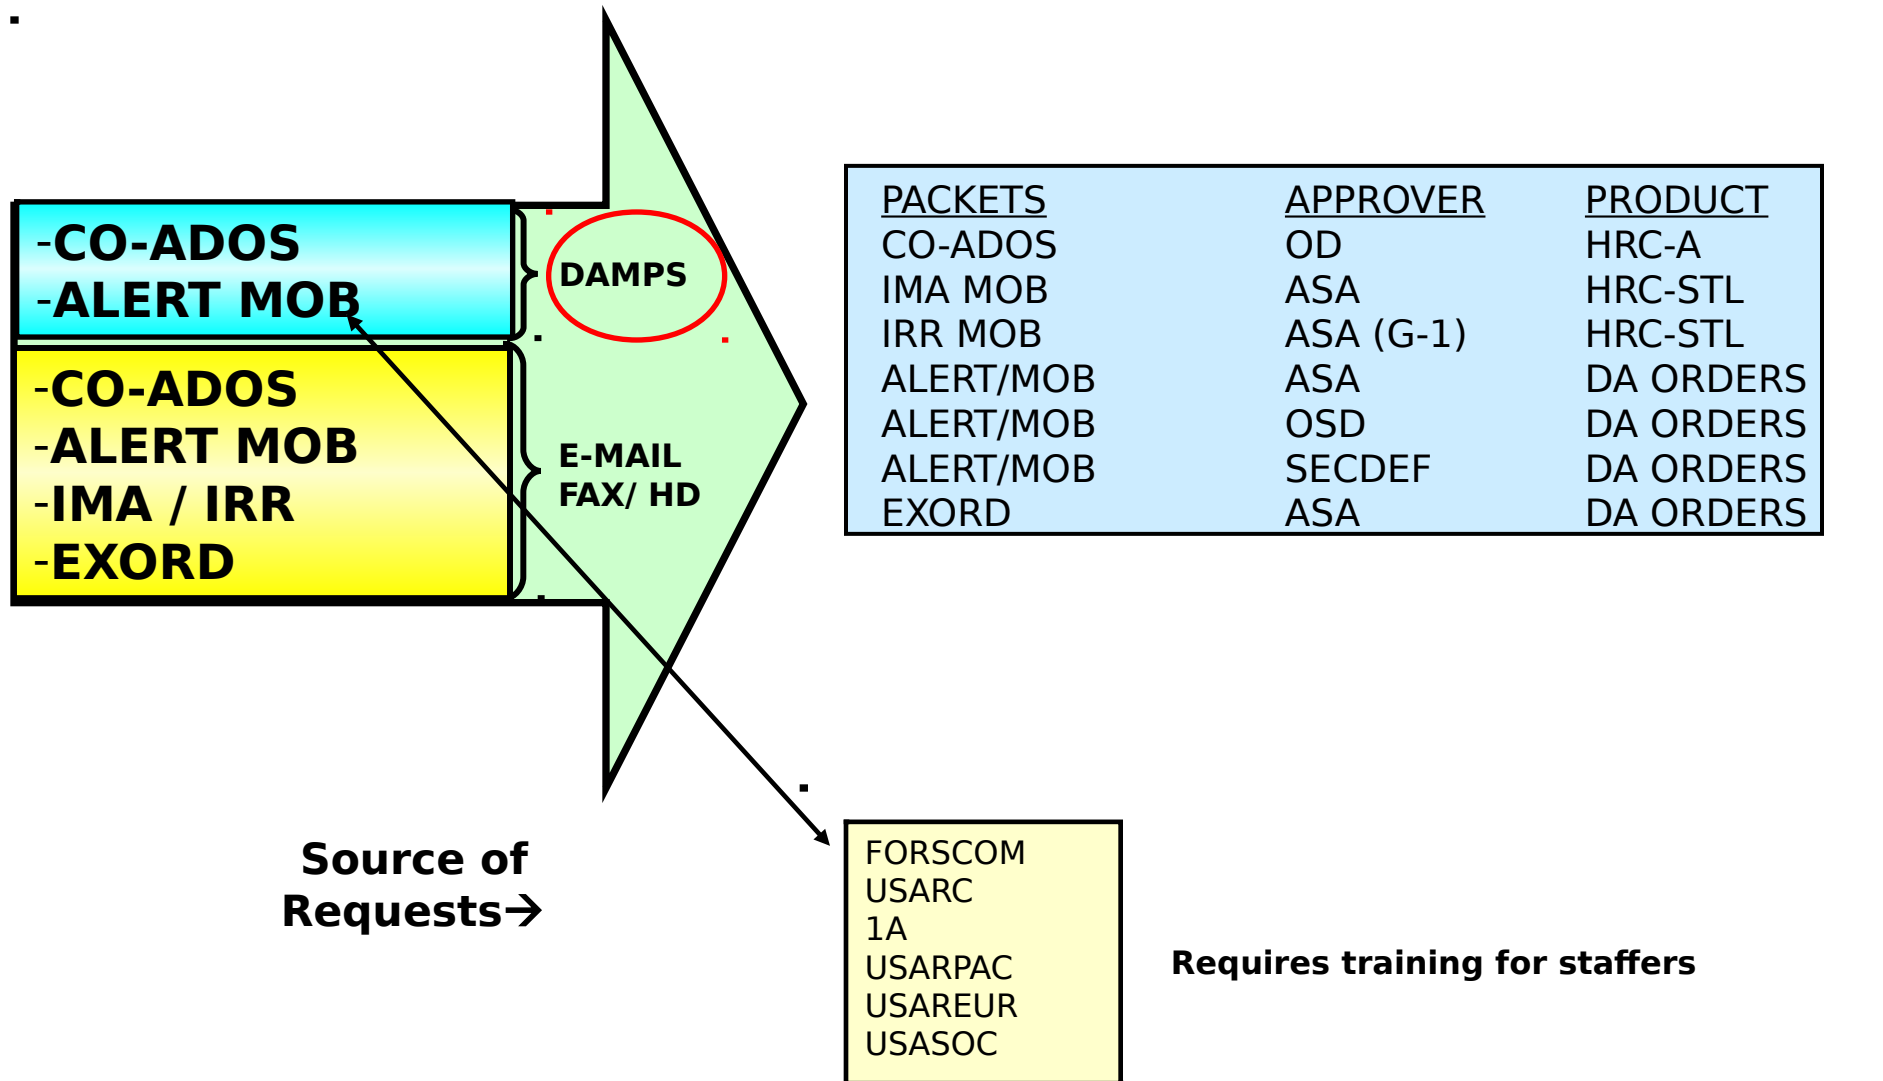 -CO-ADOS
-ALERT MOB
DAMPS
-CO-ADOS
-ALERT MOB
-IMA / IRR
-EXORD
E-MAIL
FAX/ HD
PACKETS APPROVER PRODUCT
CO-ADOS OD HRC-A
IMA MOB ASA HRC-STL
IRR MOB ASA (G-1) HRC-STL
ALERT/MOB ASA DA ORDERS
ALERT/MOB OSD DA ORDERS
ALERT/MOB SECDEF DA ORDERS
EXORD ASA DA ORDERS
Source of
Requests→
FORSCOM
USARC
1A
USARPAC
USAREUR
USASOC
Requires training for staffers